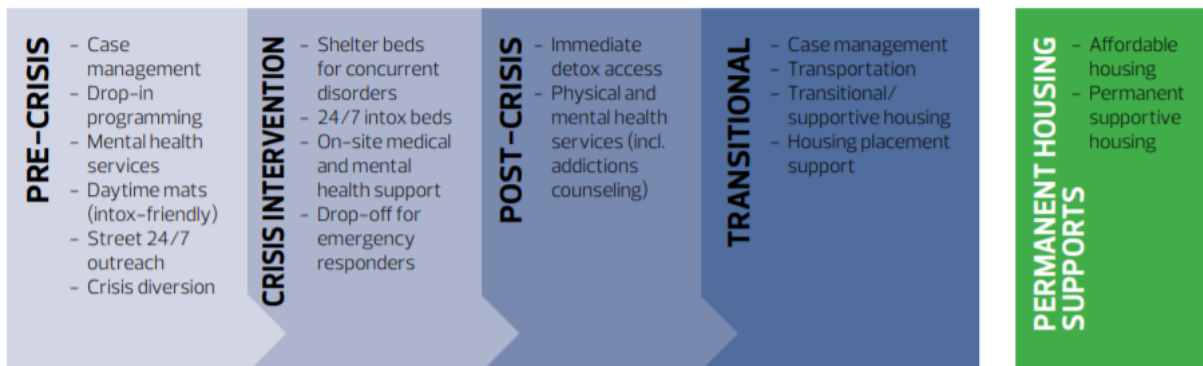 PRE-CRISIS
- Case
management
- Drop-in
programming
- Mental health
services
- Daytime mats
(intox-friendly)
- Street 24/7
outreach
- Crisis diversion
CRISIS INTERVENTION
- Shelter beds
for concurrent
disorders
- 24/7 intox beds
- On-site medical
and mental
health support
- Drop-off for
emergency
responders
POST-CRISIS
- Immediate
detox access
- Physical and
mental health
services (incl.
addictions
counseling)
TRANSITIONAL
- Case management
- Transportation
- Transitional/
supportive housing
- Housing placement
support
PERMANENT HOUSING
SUPPORTS
- Affordable
housing
- Permanent
supportive
housing